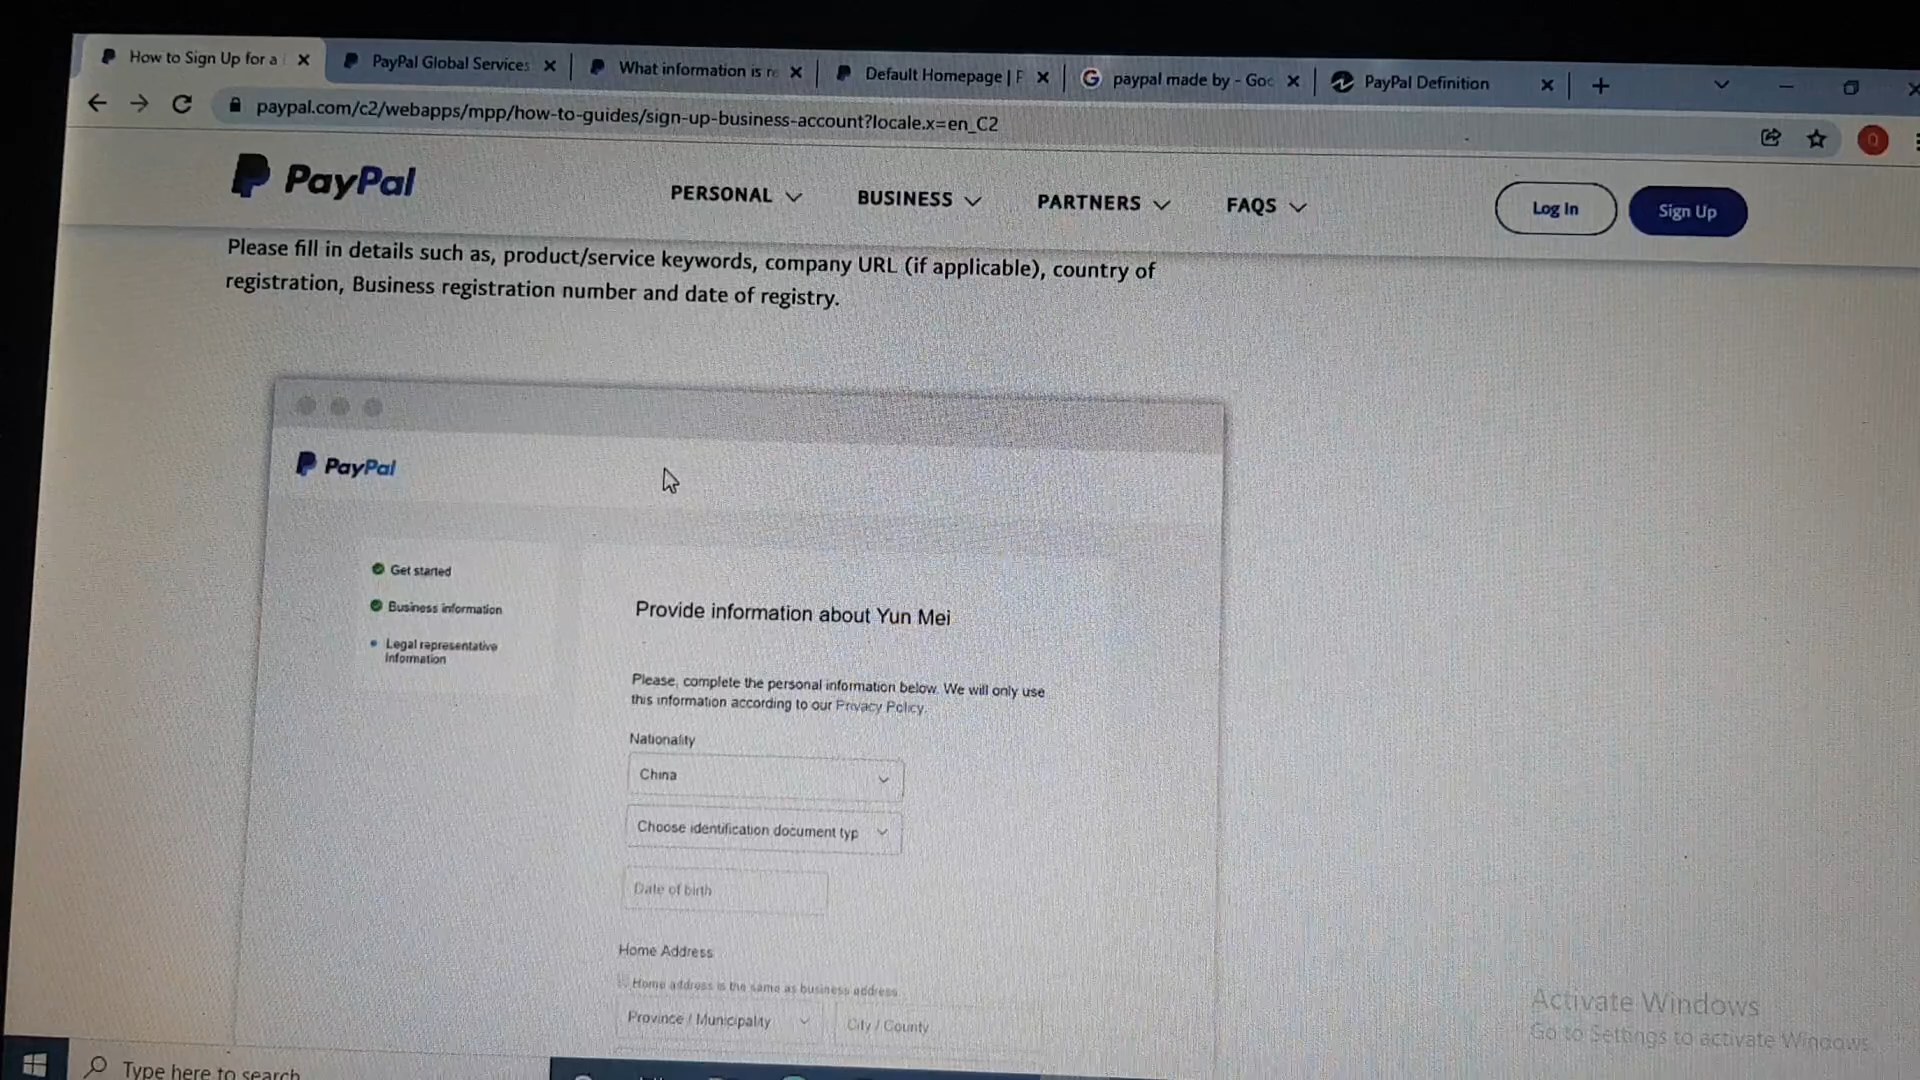 How to Sign Up for a
PayPal Global Services
What information is re
Default Homepage | P
paypal made by - Goo
PayPal Definition
paypal.com/c2/webapps/mpp/how-to-guides/sign-up-business-account?locale.x=en_C2
PayPal
PERSONAL
BUSINESS
PARTNERS
FAQS
Log In
Sign Up
Please fill in details such as, product/service keywords, company URL (if applicable), country of
registration, Business registration number and date of registry.
PayPal
Get started
Business information
Legal representative
Information
Provide information about Yun Mei
Please, complete the personal information below. We will only use
this information according to our Privacy Policy.
Nationality
China
Choose identification document typ
Date of birth
Home Address
Home address is the same as business address
Province / Municipality
City / County
Activate Windows
Go to Settings to activate Windows.
Type here to search